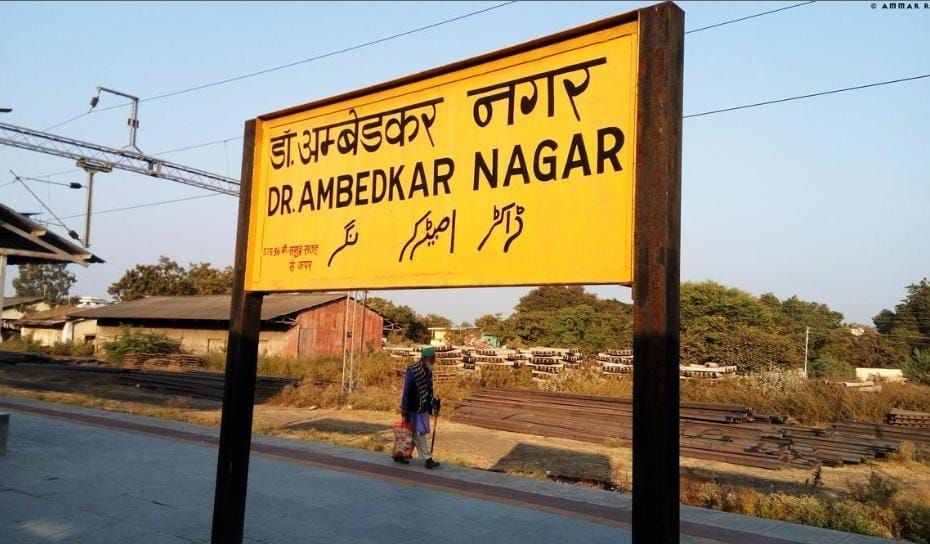 © AMMAR R
डॉ. अम्बेडकर नगर
DR. AMBEDKAR NAGAR
ڈاکٹر امبیڈکر نگر
575.96 मी समुद्र सतह
से ऊपर